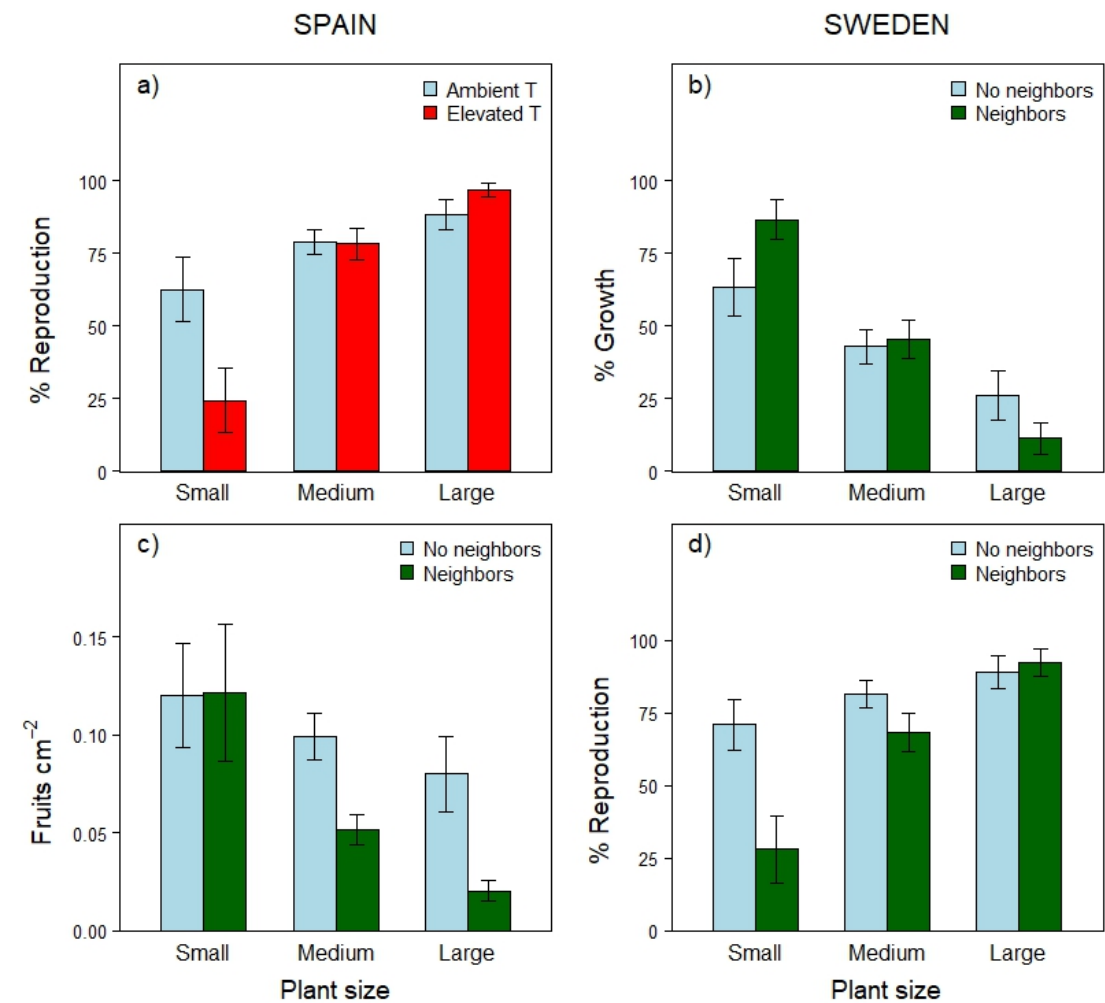 SPAIN
SWEDEN
a)
Ambient T
Elevated T
% Reproduction
100
75
50
25
0
Small Medium Large
b)
No neighbors
Neighbors
% Growth
100
75
50
25
0
Small Medium Large
c)
No neighbors
Neighbors
Fruits cm⁻²
0.15
0.10
0.05
0.00
Small Medium Large
Plant size
d)
No neighbors
Neighbors
% Reproduction
100
75
50
25
0
Small Medium Large
Plant size